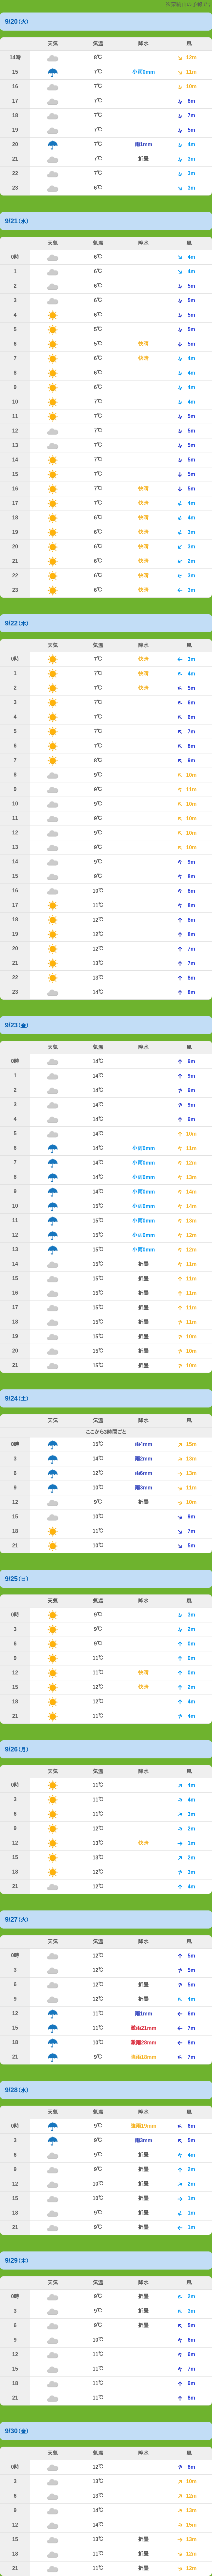 9/20(火)
天気 気温 降水 風
14時 8℃ 12m
15 7℃ 小雨0mm 11m
16 7℃ 10m
17 7℃ 8m
18 7℃ 7m
19 7℃ 5m
20 7℃ 雨1mm 4m
21 7℃ 折曇 3m
22 7℃ 3m
23 6℃ 3m
9/21(水)
天気 気温 降水 風
0時 6℃ 4m
1 6℃ 4m
2 6℃ 5m
3 6℃ 5m
4 6℃ 5m
5 5℃ 5m
6 5℃ 快晴 5m
7 6℃ 快晴 4m
8 6℃ 4m
9 6℃ 4m
10 7℃ 4m
11 7℃ 5m
12 7℃ 5m
13 7℃ 5m
14 7℃ 5m
15 7℃ 5m
16 7℃ 快晴 5m
17 7℃ 快晴 4m
18 6℃ 快晴 4m
19 6℃ 快晴 3m
20 6℃ 快晴 3m
21 6℃ 快晴 2m
22 6℃ 快晴 3m
23 6℃ 快晴 3m
9/22(木)
天気 気温 降水 風
0時 7℃ 快晴 3m
1 7℃ 快晴 4m
2 7℃ 快晴 5m
3 7℃ 6m
4 7℃ 6m
5 7℃ 7m
6 7℃ 8m
7 8℃ 9m
8 9℃ 10m
9 9℃ 11m
10 9℃ 10m
11 9℃ 10m
12 9℃ 10m
13 9℃ 10m
14 9℃ 9m
15 9℃ 8m
16 10℃ 8m
17 11℃ 8m
18 12℃ 8m
19 12℃ 8m
20 12℃ 7m
21 13℃ 7m
22 13℃ 8m
23 14℃ 8m
9/23(金)
天気 気温 降水 風
0時 14℃ 9m
1 14℃ 9m
2 14℃ 9m
3 14℃ 9m
4 14℃ 9m
5 14℃ 10m
6 14℃ 小雨0mm 11m
7 14℃ 小雨0mm 12m
8 14℃ 小雨0mm 13m
9 14℃ 小雨0mm 14m
10 15℃ 小雨0mm 14m
11 15℃ 小雨0mm 13m
12 15℃ 小雨0mm 12m
13 15℃ 小雨0mm 12m
14 15℃ 折曇 11m
15 15℃ 折曇 11m
16 15℃ 折曇 11m
17 15℃ 折曇 11m
18 15℃ 折曇 11m
19 15℃ 折曇 10m
20 15℃ 折曇 10m
21 15℃ 折曇 10m
9/24(土)
天気 気温 降水 風
ここから3時間ごと
0時 15℃ 雨4mm 15m
3 14℃ 雨2mm 13m
6 12℃ 雨6mm 13m
9 10℃ 雨3mm 11m
12 9℃ 折曇 10m
15 10℃ 9m
18 11℃ 7m
21 10℃ 5m
9/25(日)
天気 気温 降水 風
0時 9℃ 3m
3 9℃ 2m
6 9℃ 0m
9 11℃ 0m
12 11℃ 快晴 0m
15 12℃ 快晴 2m
18 12℃ 4m
21 11℃ 4m
9/26(月)
天気 気温 降水 風
0時 11℃ 4m
3 11℃ 4m
6 11℃ 3m
9 12℃ 2m
12 13℃ 快晴 1m
15 13℃ 2m
18 12℃ 3m
21 12℃ 4m
9/27(火)
天気 気温 降水 風
0時 12℃ 5m
3 12℃ 5m
6 12℃ 折曇 5m
9 12℃ 折曇 4m
12 11℃ 雨1mm 6m
15 11℃ 激雨21mm 7m
18 10℃ 激雨28mm 8m
21 9℃ 強雨19mm 7m
9/28(水)
天気 気温 降水 風
0時 9℃ 強雨19mm 6m
3 9℃ 雨3mm 5m
6 9℃ 折曇 4m
9 9℃ 折曇 2m
12 10℃ 折曇 2m
15 10℃ 折曇 1m
18 9℃ 折曇 1m
21 9℃ 折曇 1m
9/29(木)
天気 気温 降水 風
0時 9℃ 折曇 2m
3 9℃ 折曇 3m
6 9℃ 折曇 5m
9 10℃ 6m
12 11℃ 6m
15 11℃ 7m
18 11℃ 9m
21 11℃ 8m
9/30(金)
天気 気温 降水 風
0時 12℃ 8m
3 13℃ 10m
6 13℃ 12m
9 14℃ 13m
12 14℃ 15m
15 13℃ 折曇 13m
18 11℃ 折曇 12m
21 11℃ 折曇 12m